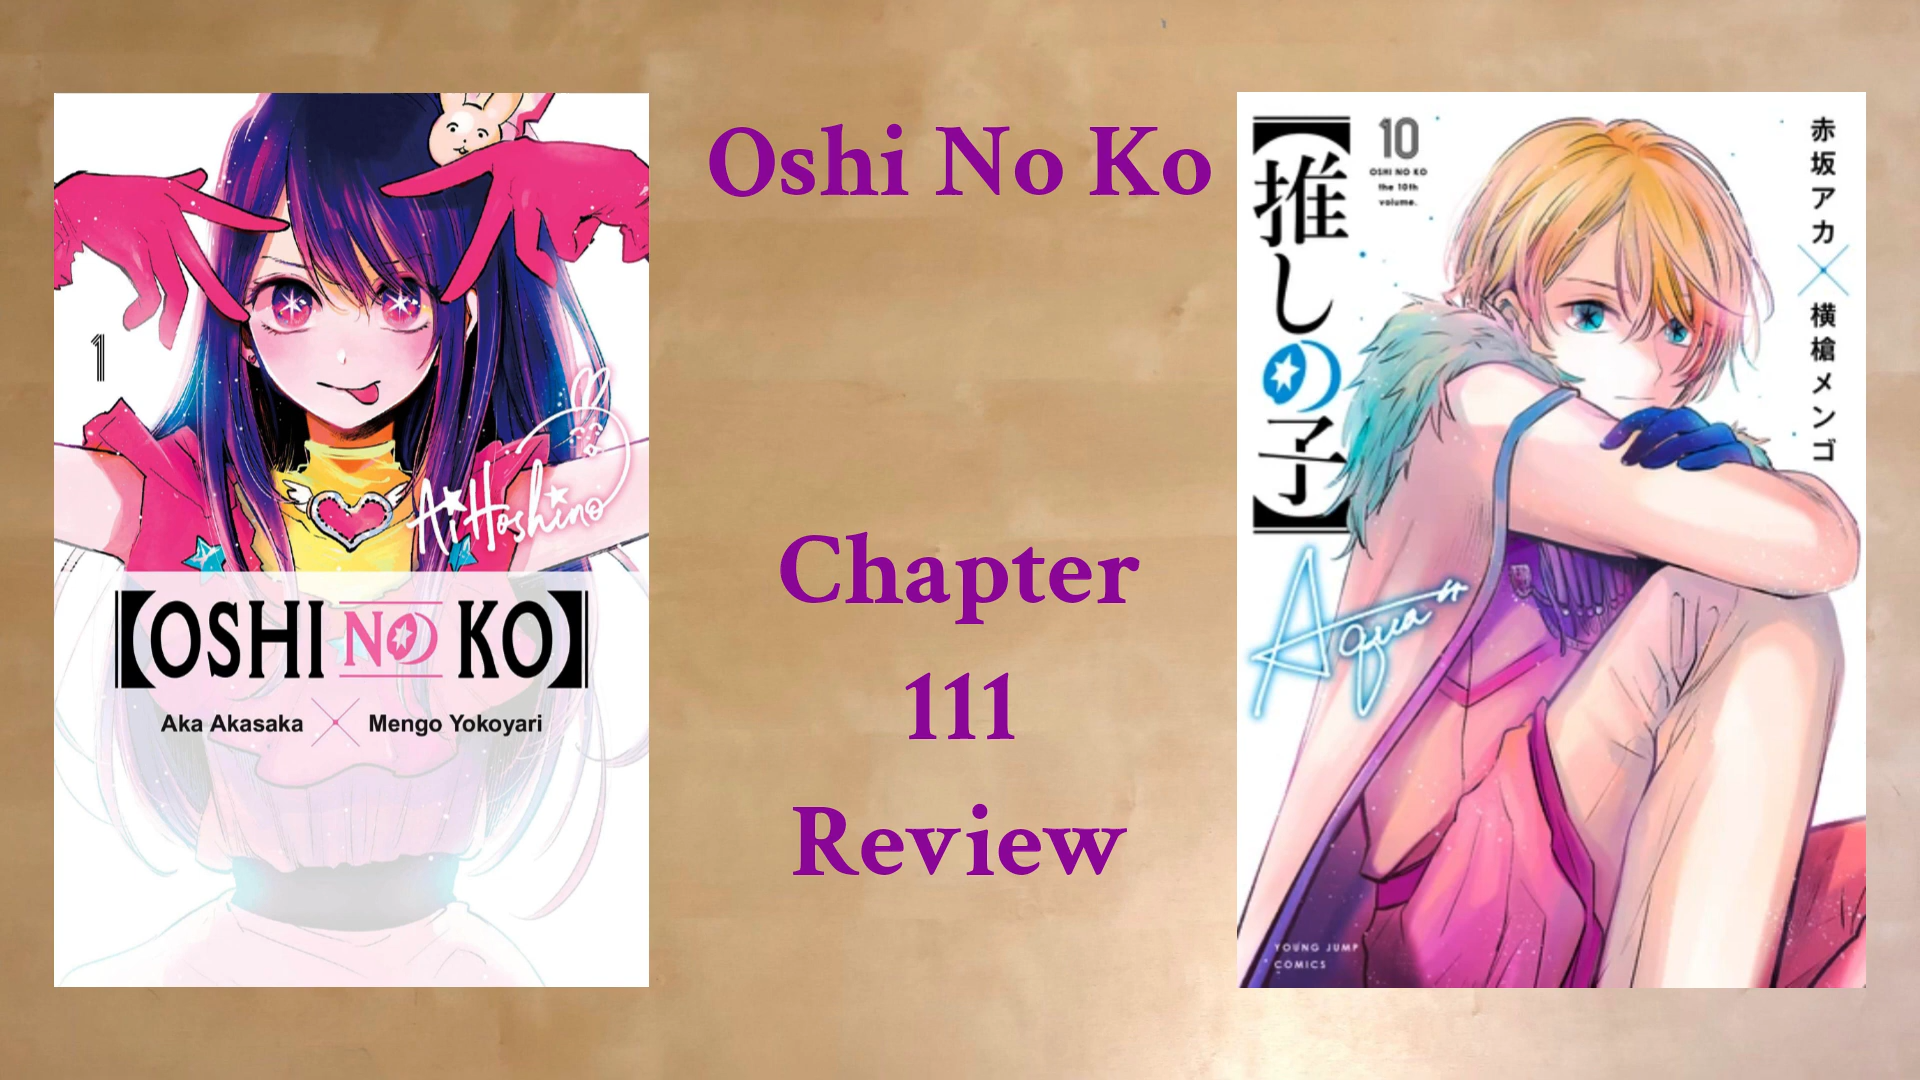 1
Ai Hoshino
【OSHI NO KO】
Aka Akasaka × Mengo Yokoyari
Oshi No Ko
Chapter
111
Review
【推しの子】
10
OSHI NO KO
the 10th
volume.
赤坂アカ×横槍メンゴ
Aqua
YOUNG JUMP
COMICS